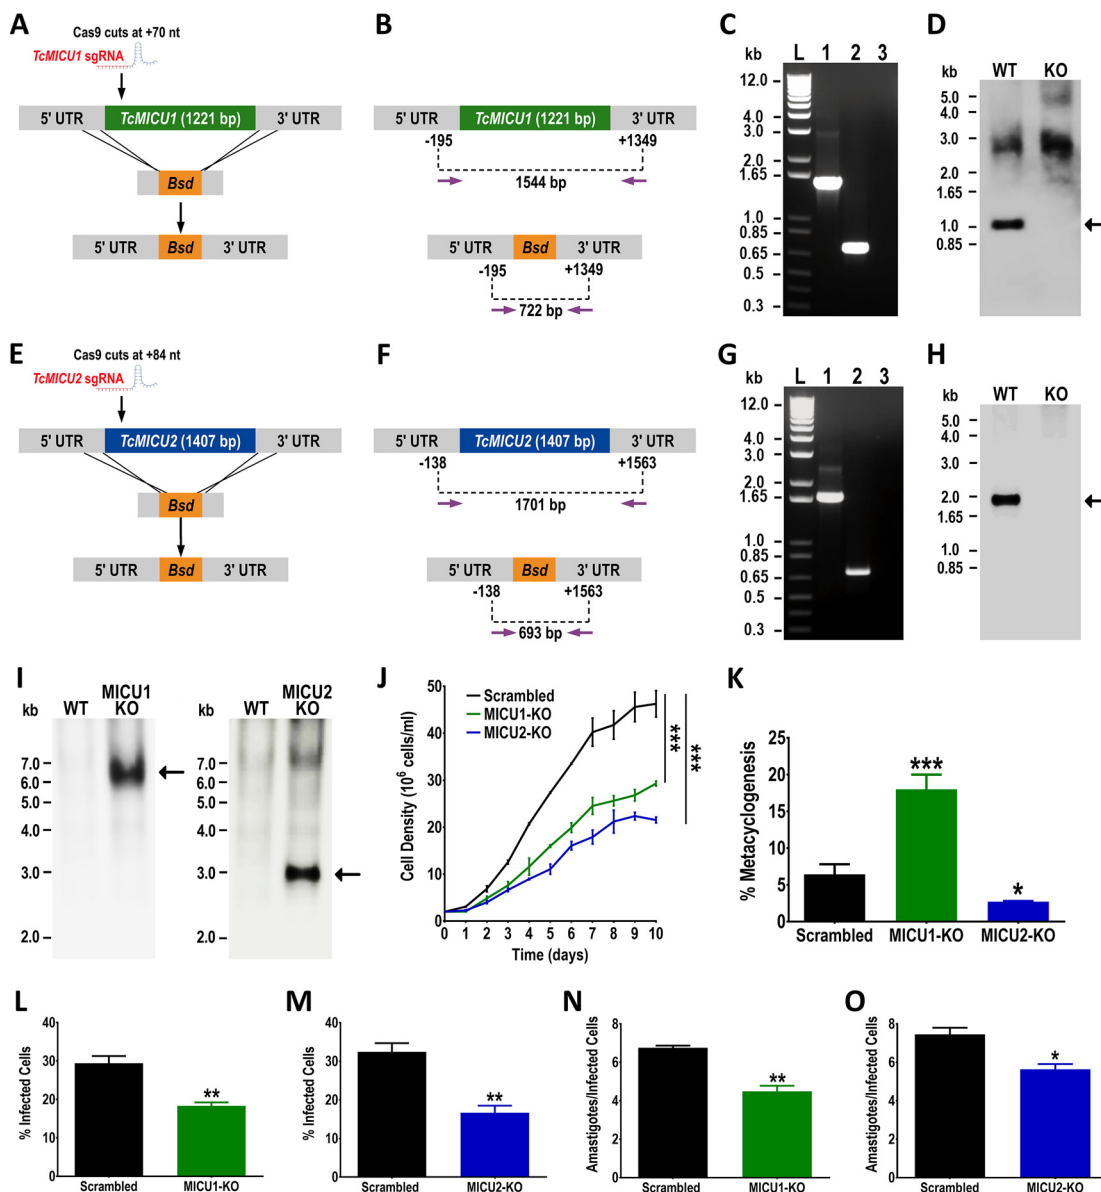 A
Cas9 cuts at +70 nt
TcMICU1 sgRNA
5' UTR TcMICU1 (1221 bp) 3' UTR
Bsd
5' UTR Bsd 3' UTR
B
5' UTR TcMICU1 (1221 bp) 3' UTR
-195 +1349
1544 bp
5' UTR Bsd 3' UTR
-195 +1349
722 bp
C
kb L 1 2 3
12.0
4.0
3.0
2.0
1.65
1.0
0.85
0.65
0.5
0.3
D
kb WT KO
5.0
4.0
3.0
2.0
1.65
1.0
0.85
E
Cas9 cuts at +84 nt
TcMICU2 sgRNA
5' UTR TcMICU2 (1407 bp) 3' UTR
Bsd
5' UTR Bsd 3' UTR
F
5' UTR TcMICU2 (1407 bp) 3' UTR
-138 +1563
1701 bp
5' UTR Bsd 3' UTR
-138 +1563
693 bp
G
kb L 1 2 3
12.0
4.0
3.0
2.0
1.65
1.0
0.85
0.65
0.5
0.3
H
kb WT KO
5.0
4.0
3.0
2.0
1.65
1.0
0.85
I
MICU1
kb WT KO
7.0
6.0
5.0
4.0
3.0
2.0
MICU2
kb WT KO
7.0
6.0
5.0
4.0
3.0
2.0
J
Cell Density (10⁶ cells/ml)
50
40
30
20
10
0
Scrambled
MICU1-KO
MICU2-KO
***
***
0 1 2 3 4 5 6 7 8 9 10
Time (days)
K
% Metacyclogenesis
25
20
15
10
5
0
***
*
Scrambled MICU1-KO MICU2-KO
L
% Infected Cells
40
30
20
10
0
**
Scrambled MICU1-KO
M
% Infected Cells
40
30
20
10
0
**
Scrambled MICU2-KO
N
Amastigotes/Infected Cells
8
6
4
2
0
**
Scrambled MICU1-KO
O
Amastigotes/Infected Cells
8
6
4
2
0
*
Scrambled MICU2-KO